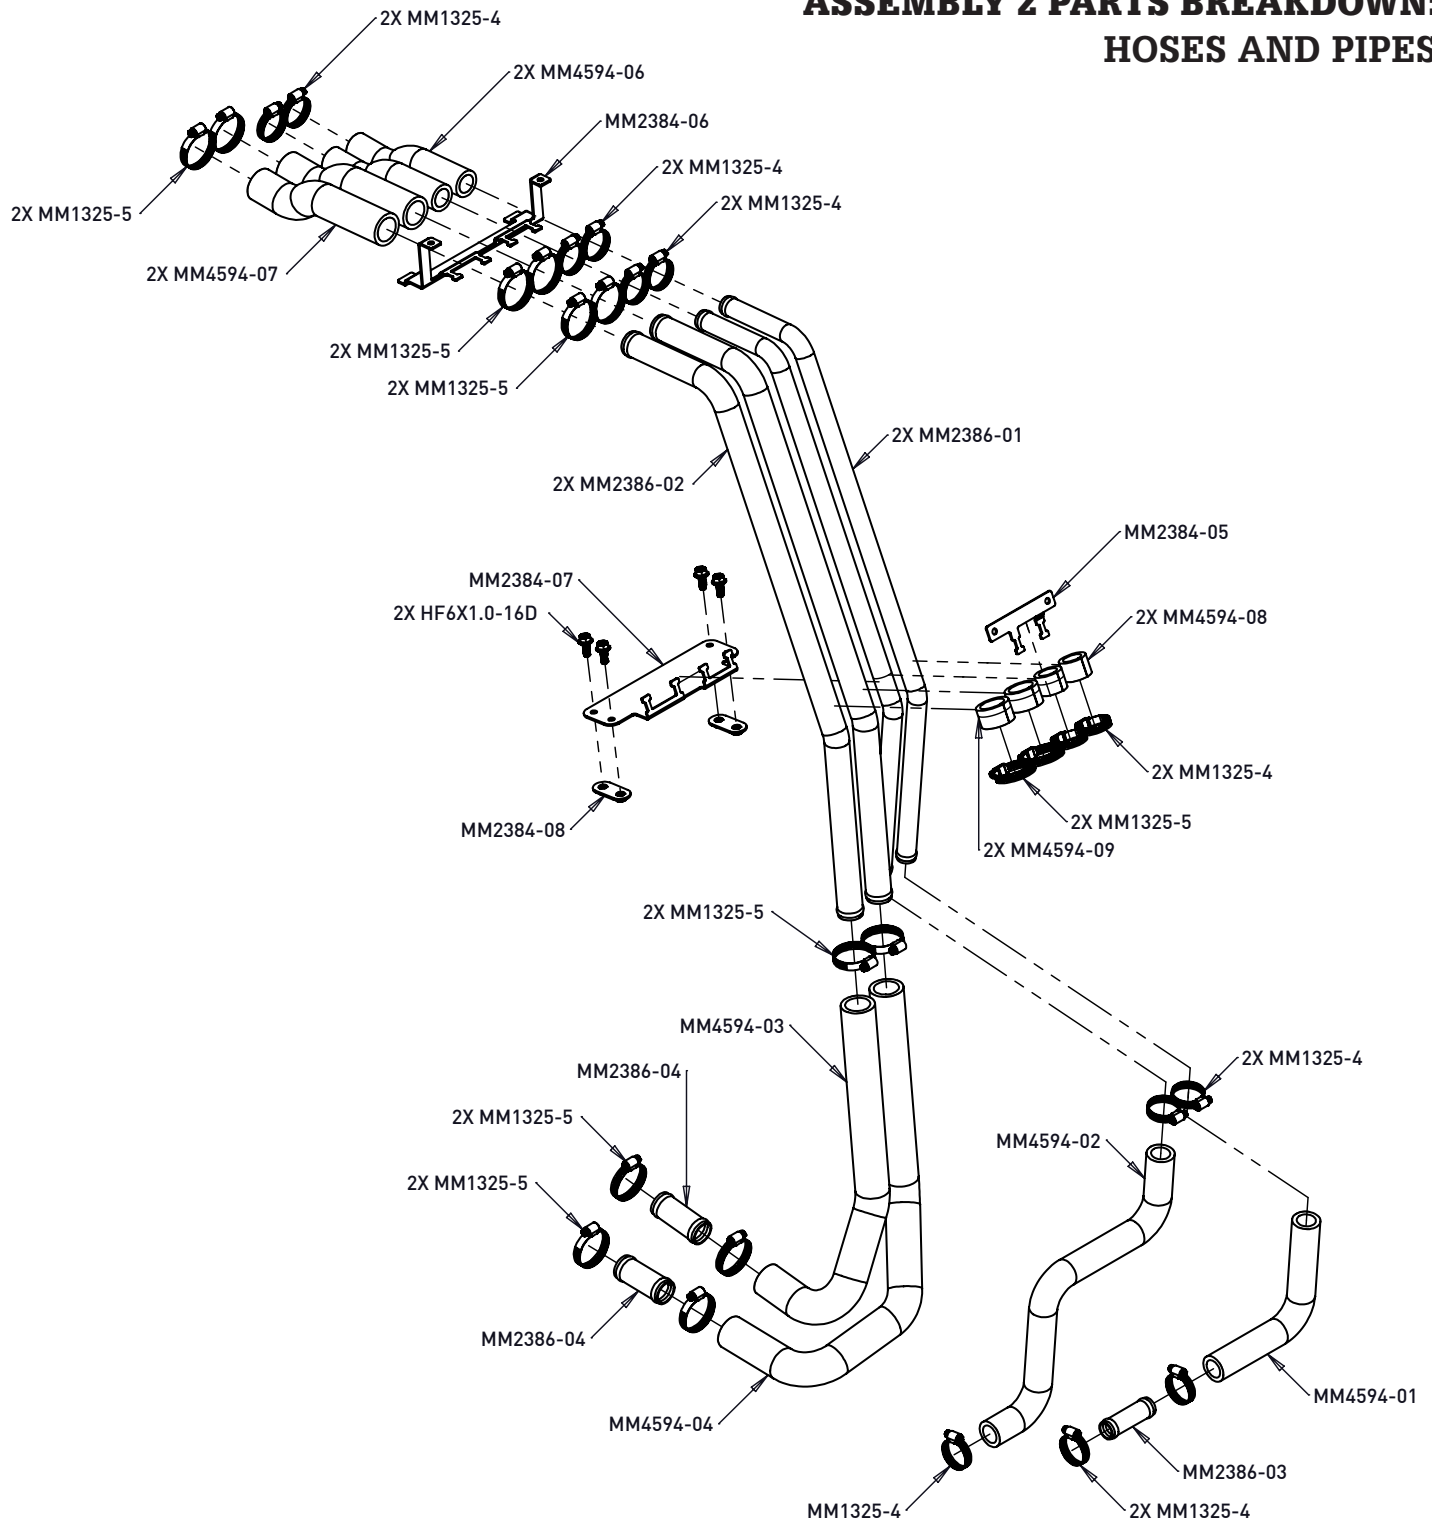 ASSEMBLY 2 PARTS BREAKDOWN:
HOSES AND PIPES
2X MM1325-4
2X MM4594-06
MM2384-06
2X MM1325-4
2X MM1325-4
2X MM1325-5
2X MM4594-07
2X MM1325-5
2X MM1325-5
2X MM2386-01
2X MM2386-02
MM2384-05
MM2384-07
2X HF6X1.0-16D
2X MM4594-08
2X MM1325-4
2X MM1325-5
MM2384-08
2X MM4594-09
2X MM1325-5
MM4594-03
2X MM1325-4
MM2386-04
2X MM1325-5
MM4594-02
2X MM1325-5
MM2386-04
MM4594-01
MM4594-04
MM2386-03
MM1325-4
2X MM1325-4